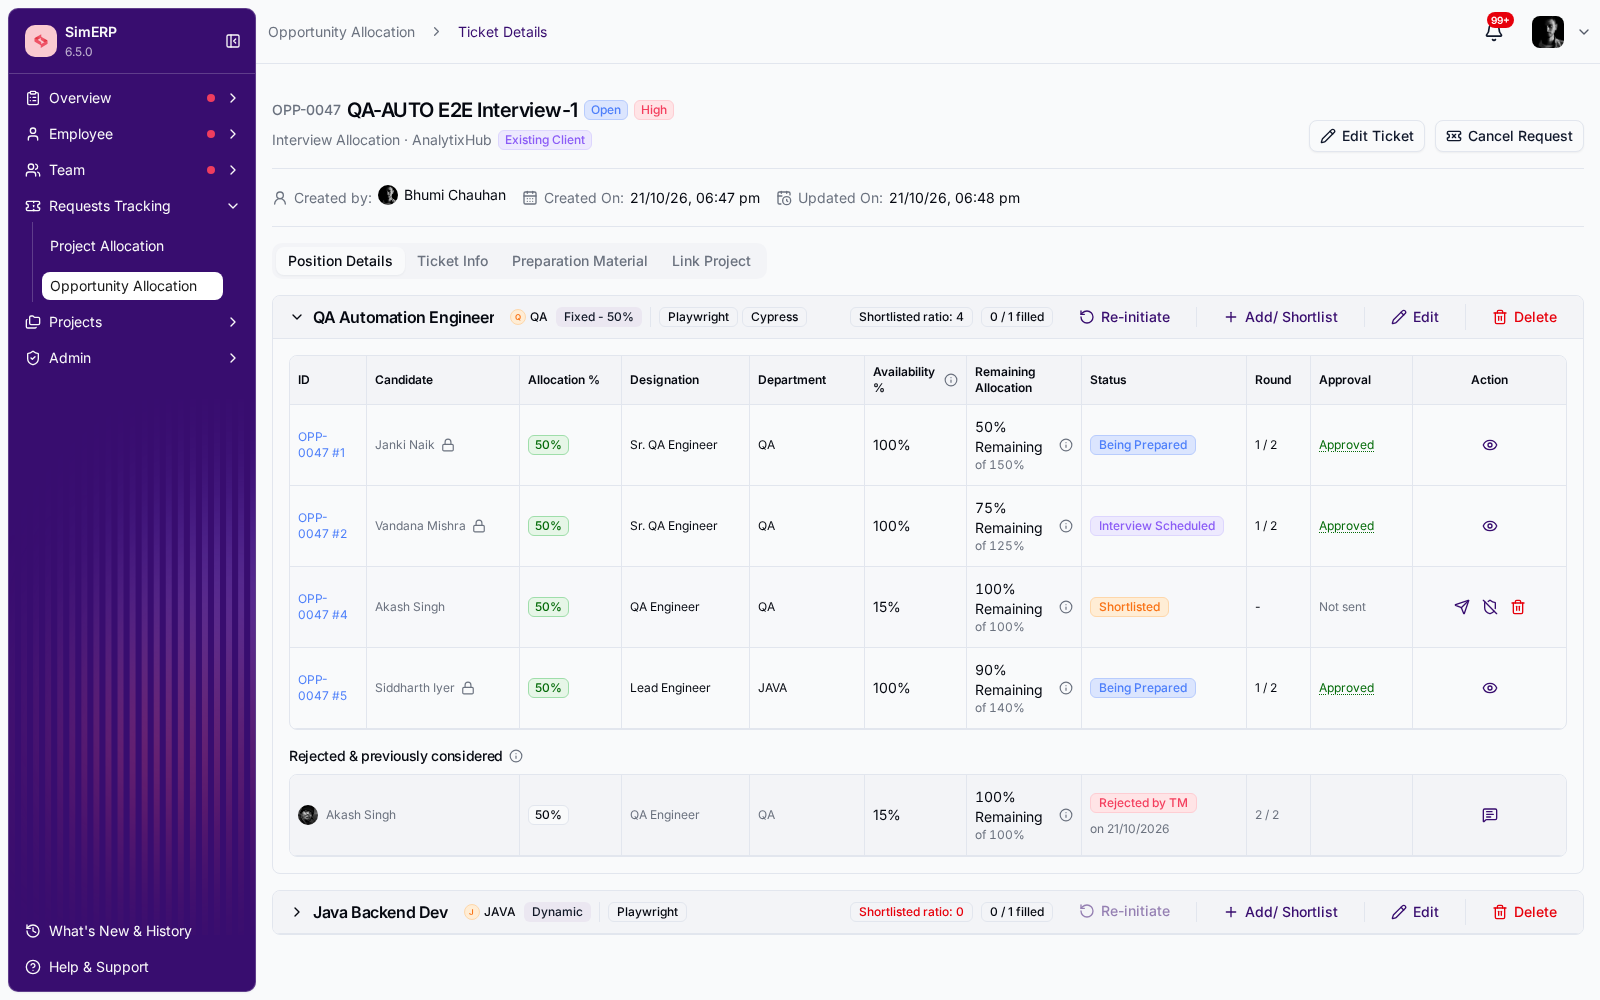 SimERP
6.5.0
Overview
Employee
Team
Requests Tracking
Project Allocation
Opportunity Allocation
Projects
Admin
What's New & History
Help & Support
Opportunity Allocation
Ticket Details
99+
OPP-0047 QA-AUTO E2E Interview-1 Open High
Interview Allocation · AnalytixHub Existing Client
Edit Ticket
Cancel Request
Created by: Bhumi Chauhan Created On: 21/10/26, 06:47 pm Updated On: 21/10/26, 06:48 pm
Position Details Ticket Info Preparation Material Link Project
QA Automation Engineer Q QA Fixed - 50% Playwright Cypress Shortlisted ratio: 4 0 / 1 filled Re-initiate Add/ Shortlist Edit Delete
ID Candidate Allocation % Designation Department Availability % Remaining Allocation Status Round Approval Action
OPP-0047 #1 Janki Naik 50% Sr. QA Engineer QA 100% 50% Remaining of 150% Being Prepared 1 / 2 Approved
OPP-0047 #2 Vandana Mishra 50% Sr. QA Engineer QA 100% 75% Remaining of 125% Interview Scheduled 1 / 2 Approved
OPP-0047 #4 Akash Singh 50% QA Engineer QA 15% 100% Remaining of 100% Shortlisted - Not sent
OPP-0047 #5 Siddharth Iyer 50% Lead Engineer JAVA 100% 90% Remaining of 140% Being Prepared 1 / 2 Approved
Rejected & previously considered
Akash Singh 50% QA Engineer QA 15% 100% Remaining of 100% Rejected by TM on 21/10/2026 2 / 2
Java Backend Dev J JAVA Dynamic Playwright Shortlisted ratio: 0 0 / 1 filled Re-initiate Add/ Shortlist Edit Delete